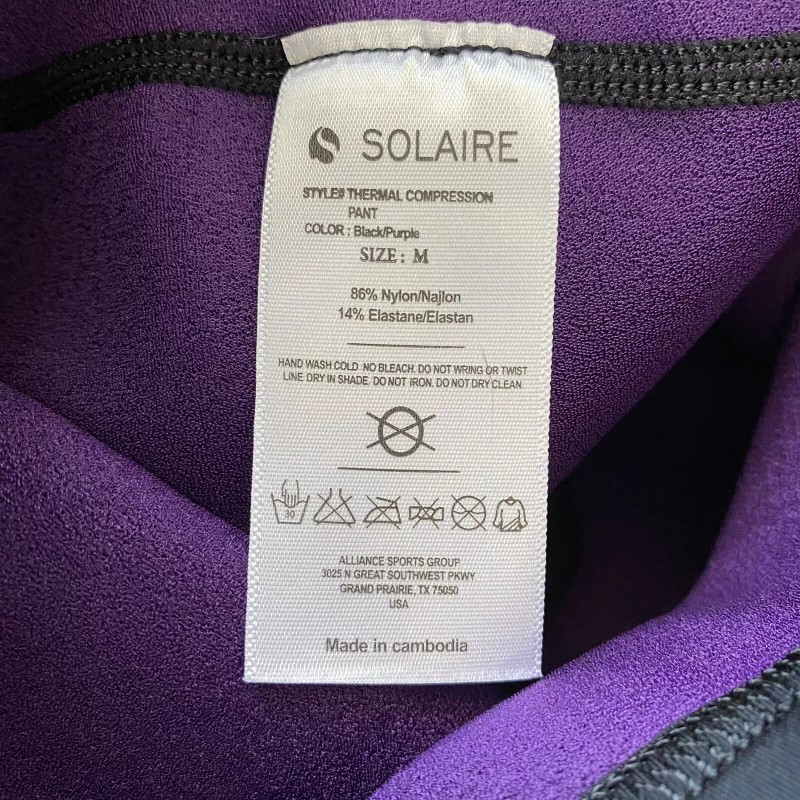 SOLAIRE
STYLE# THERMAL COMPRESSION
PANT
COLOR : Black/Purple
SIZE: M
86% Nylon/Najlon
14% Elastane/Elastan
HAND WASH COLD NO BLEACH. DO NOT WRING OR TWIST
LINE DRY IN SHADE. DO NOT IRON. DO NOT DRY CLEAN
30
ALLIANCE SPORTS GROUP
3025 N GREAT SOUTHWEST PKWY
GRAND PRAIRIE, TX 75050
USA
Made in cambodia